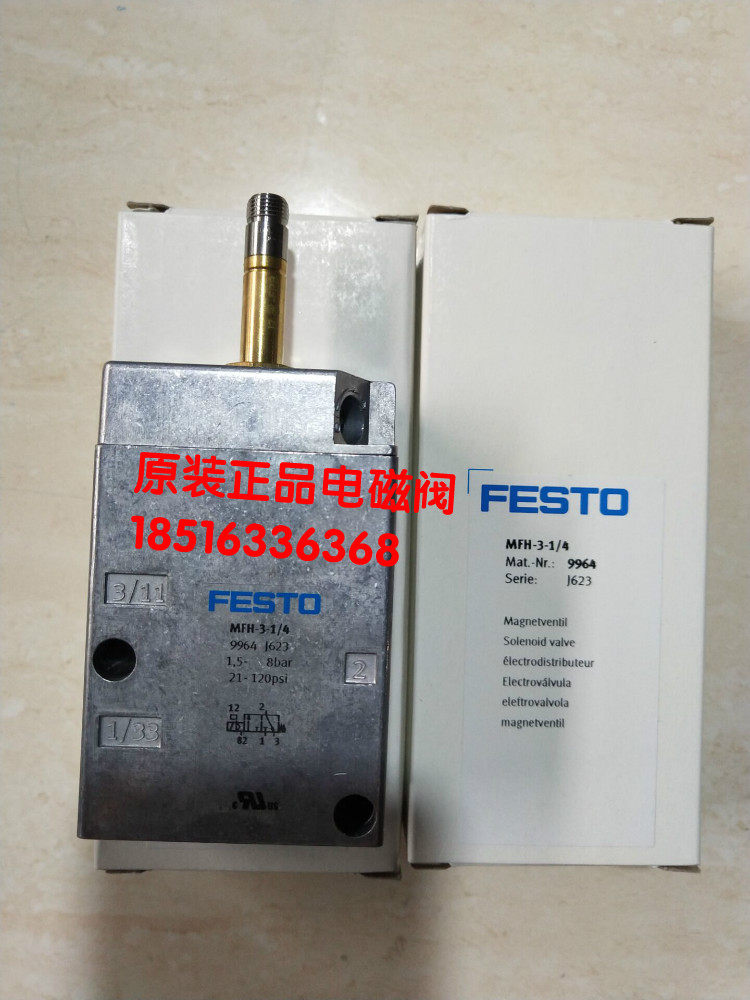 原装正品电磁阀
18516336368
3/11
FESTO
MFH-3-1/4
9964 J623
1,5- 8bar
21-120psi
2
1/33
12 2
82 1 3
FESTO
MFH-3-1/4
Mat.-Nr.: 9964
Serie: J623
Magnetventil
Solenoid valve
électrodistributeur
Electroválvula
elettrovalvola
magnetventil